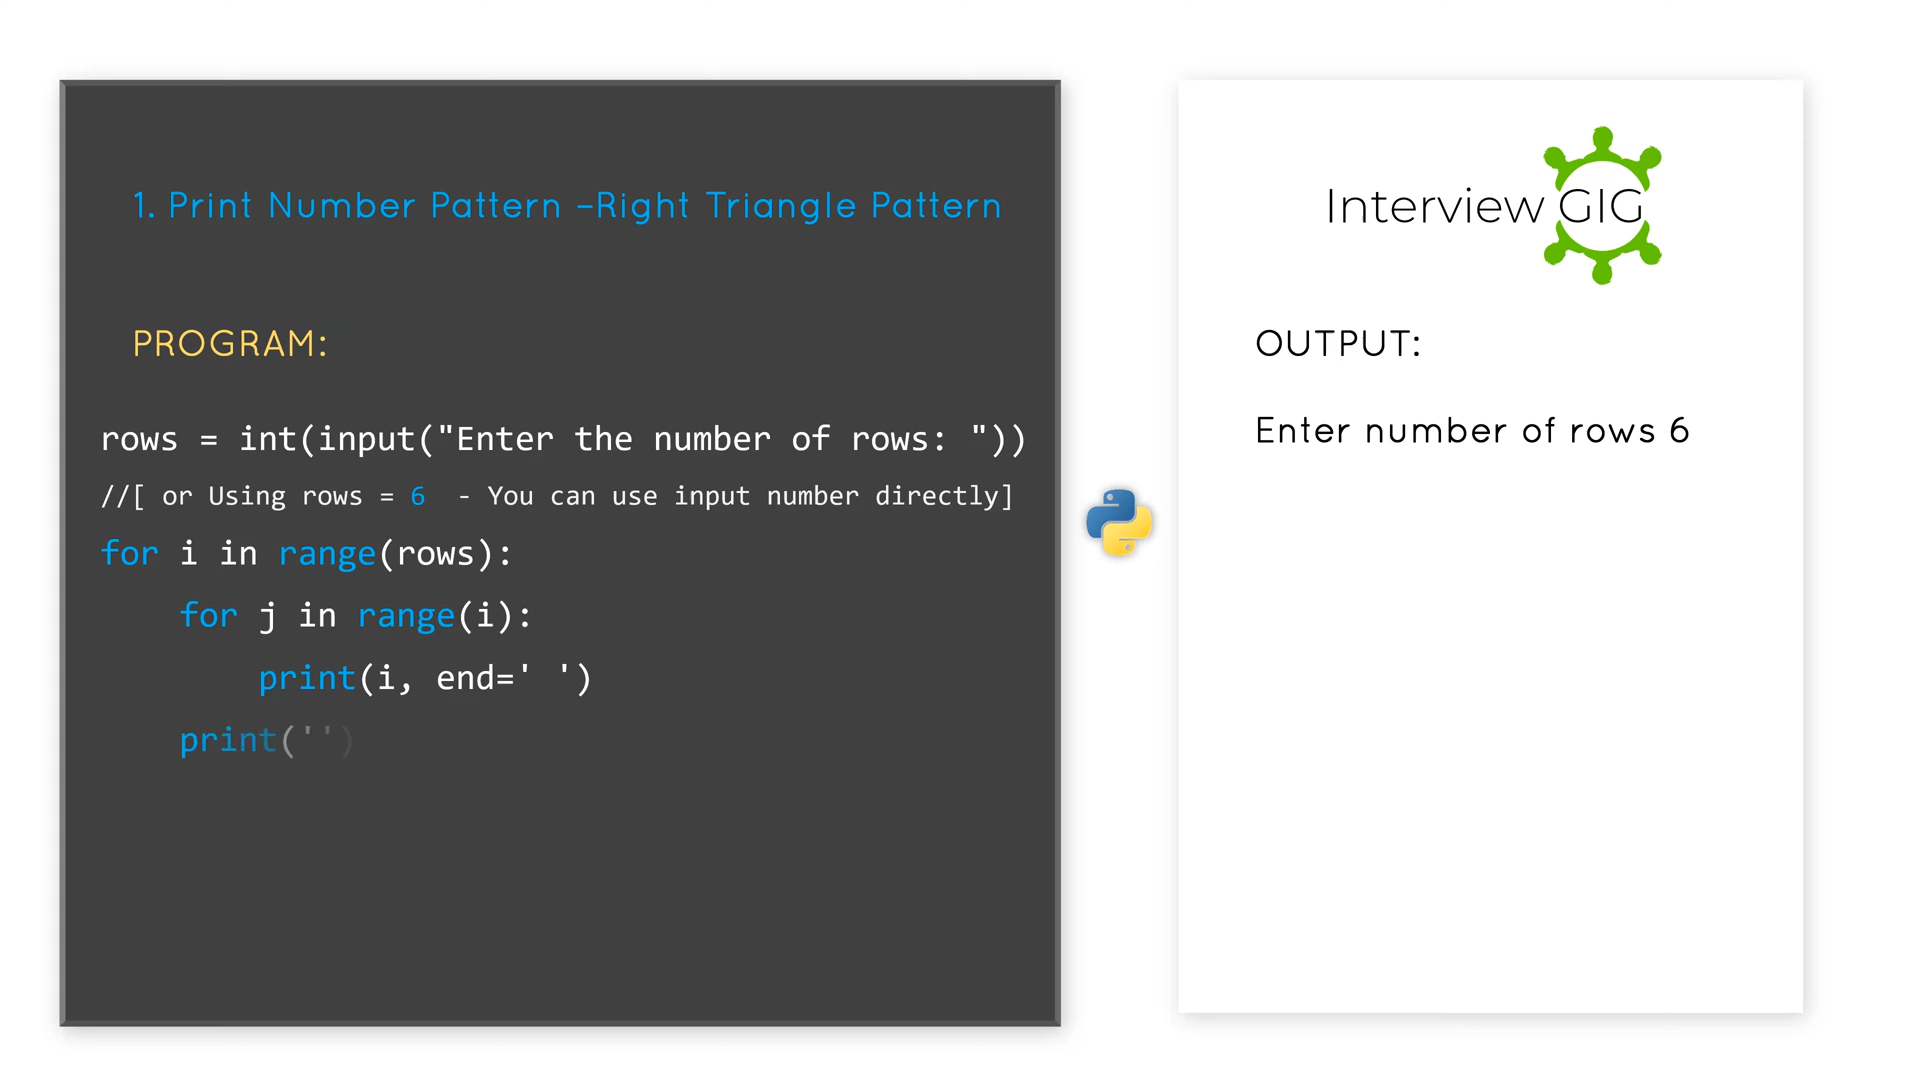 1. Print Number Pattern –Right Triangle Pattern
PROGRAM:
rows = int(input("Enter the number of rows: "))
//[ or Using rows = 6  - You can use input number directly]
for i in range(rows):
    for j in range(i):
        print(i, end=' ')
    print('')
Interview GIG
OUTPUT:
Enter number of rows 6